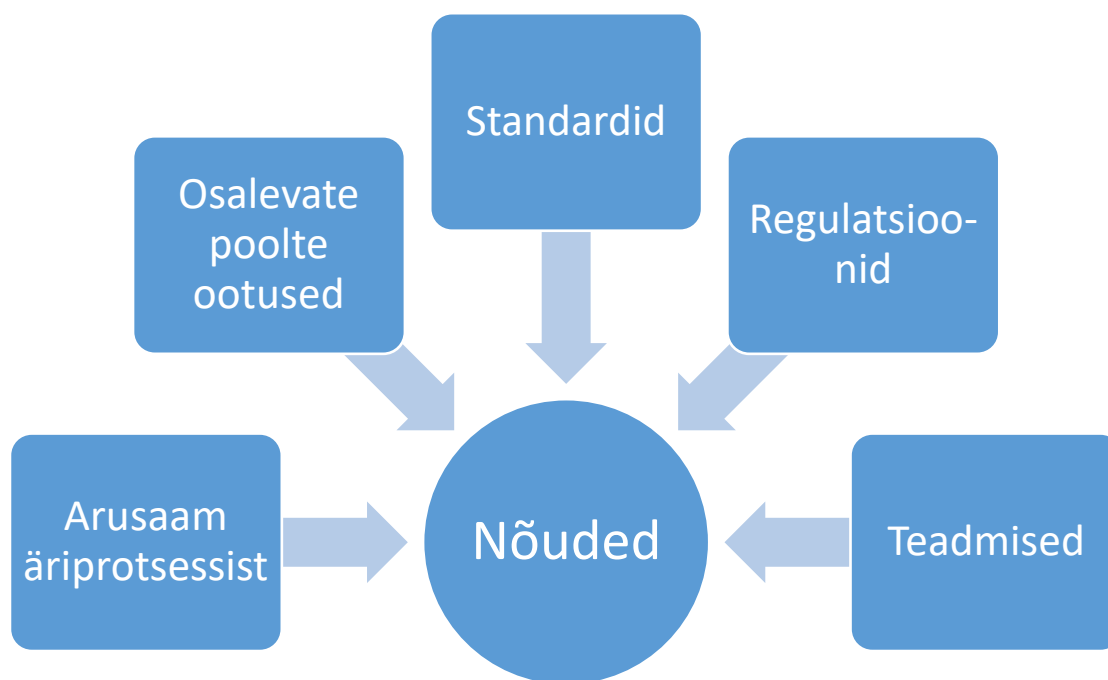 Standardid
Osalevate
poolte
ootused
Regulatsioo-
nid
Arusaam
äriprotsessist
Nõuded
Teadmised